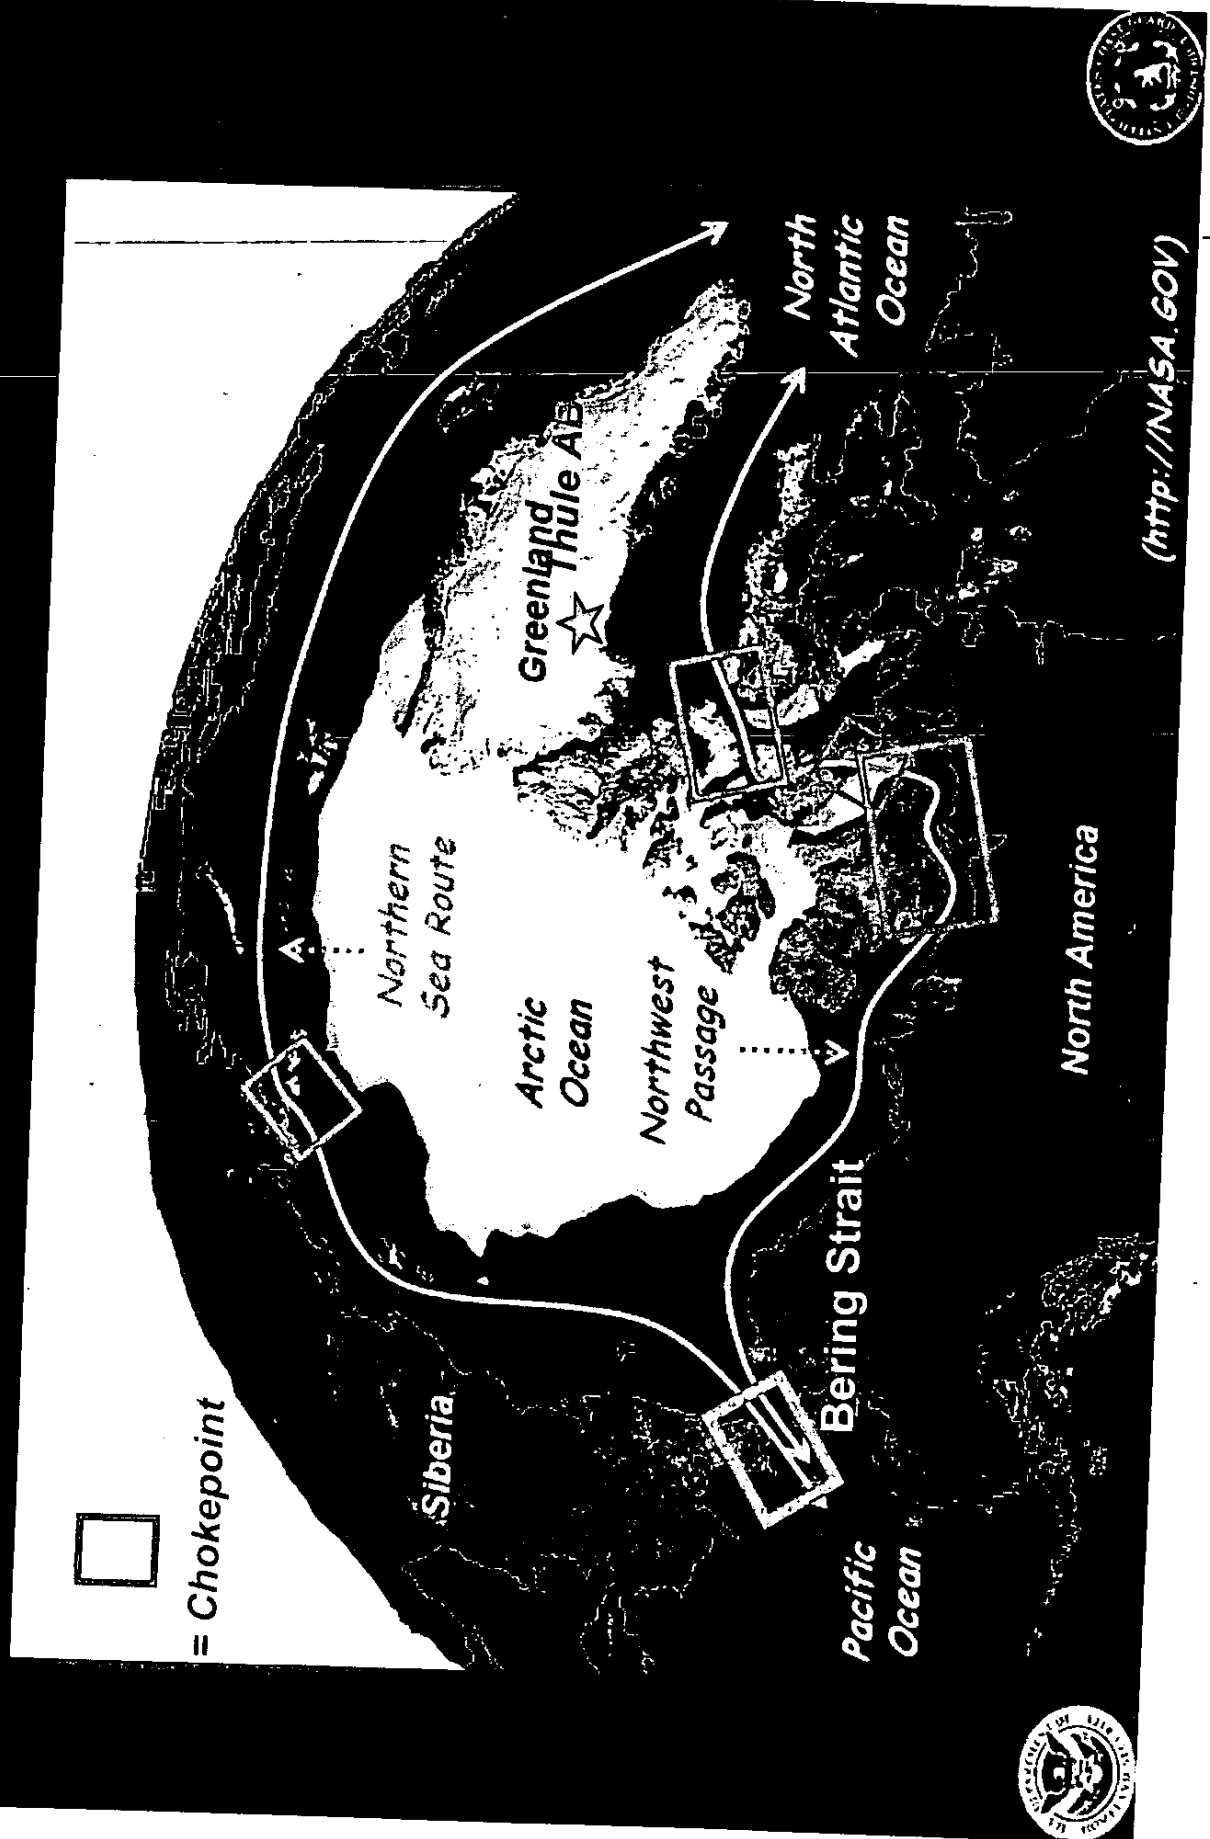 = Chokepoint
Siberia
Northern
Sea Route
Arctic
Ocean
Greenland
Thule AB
Northwest
Passage
Pacific
Ocean
Bering Strait
North
Atlantic
Ocean
North America
(http://NASA.GOV)